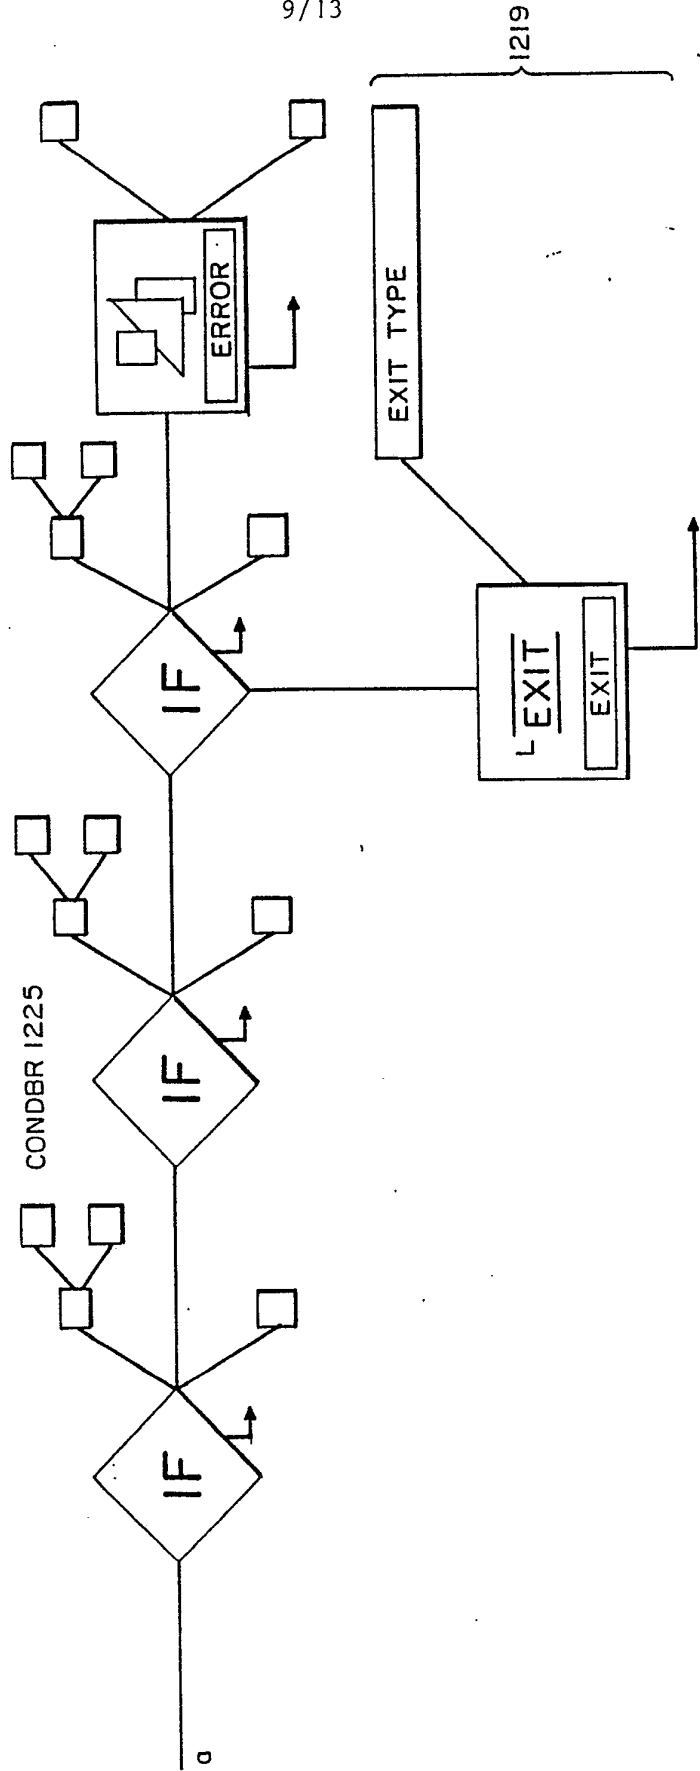 9/13
1219
CONDBR 1225
IF
IF
IF
ERROR
EXIT TYPE
EXIT
EXIT
a